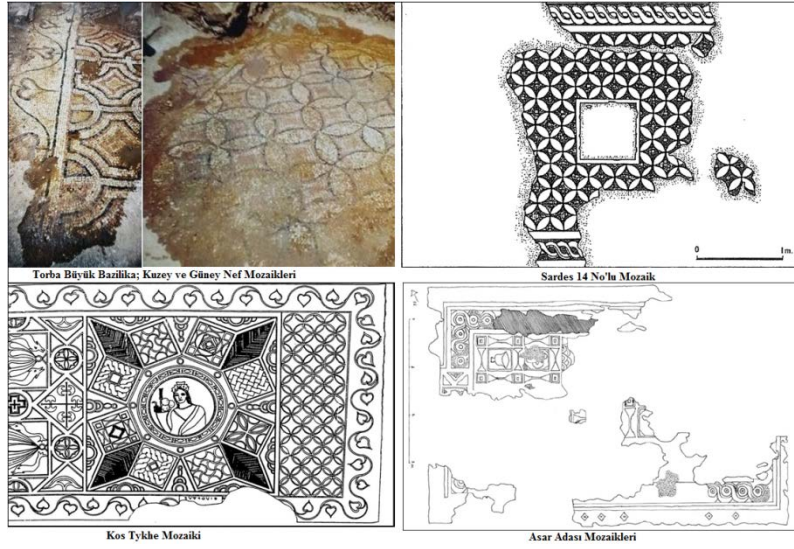 Torba Büyük Bazilika; Kuzey ve Güney Nef Mozaikleri
Sardes 14 No'lu Mozaik
0 1m.
Kos Tykhe Mozaiki
Asar Adası Mozaikleri